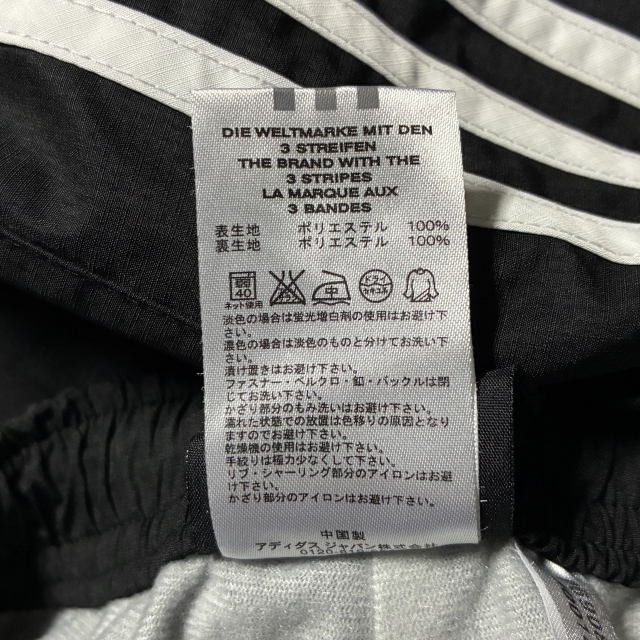 DIE WELTMARKE MIT DEN
3 STREIFEN
THE BRAND WITH THE
3 STRIPES
LA MARQUE AUX
3 BANDES
表生地 ポリエステル 100%
裏生地 ポリエステル 100%
弱 40 中 ドライ
ネット使用
淡色の場合は蛍光増白剤の使用はお避け下
さい。
濃色の場合は淡色のものと分けてお洗い下
さい。
漬け置きはお避け下さい。
ファスナー・ベルクロ・釦・バックルは閉
じてお洗い下さい。
かざり部分のもみ洗いはお避け下さい。
濡れた状態での放置は色移りの原因となり
ますのでお避け下さい。
乾燥機の使用はお避け下さい。
手絞りは極力少なくして下さい。
リブ・シャーリング部分のアイロンはお避
け下さい。
かざり部分のアイロンはお避け下さい。
中国製
アディダス ジャパン株式会社
0120